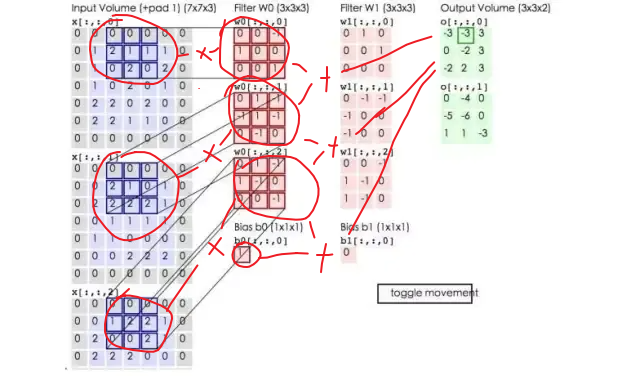 Input Volume (+pad 1) (7x7x3)
x[:,:,0]
0 0 0 0 0 0 0
0 1 2 1 1 1 0
0 1 0 2 0 2 0
0 1 0 2 0 1 0
0 2 2 0 2 0 0
0 2 2 1 1 0 0
0 0 0 0 0 0 0
0 0 0 0 0 0 0
0 0 2 1 0 1 0
0 2 2 2 2 1 0
0 0 1 1 1 1 0
0 1 1 0 0 0 0
0 0 0 2 2 2 0
0 0 0 0 0 0 0
x[:,:,2]
0 0 0 0 0 0 0
0 0 1 2 2 1 0
0 2 2 2 0 0 0
Filter W0 (3x3x3)
w0[:,:,0]
0 0 -1
1 0 0
0 0 1
w0[:,:,1]
0 1 1
-1 1 -1
0 -1 0
w0[:,:,2]
0 1 -1
1 -1 0
0 0 -1
Bias b0 (1x1x1)
b0[:,:,0]
1
Filter W1 (3x3x3)
w1[:,:,0]
0 1 0
0 0 1
0 0 0
w1[:,:,1]
0 -1 -1
-1 0 -0
-1 0 0
w1[:,:,2]
0 0 -1
1 -1 0
1 -1 0
Bias b1 (1x1x1)
b1[:,:,0]
0
Output Volume (3x3x2)
o[:,:,0]
-3 -3 3
0 -2 3
-2 2 3
o[:,:,1]
0 -4 0
-5 -6 0
1 1 -3
toggle movement
× +
× +
× +